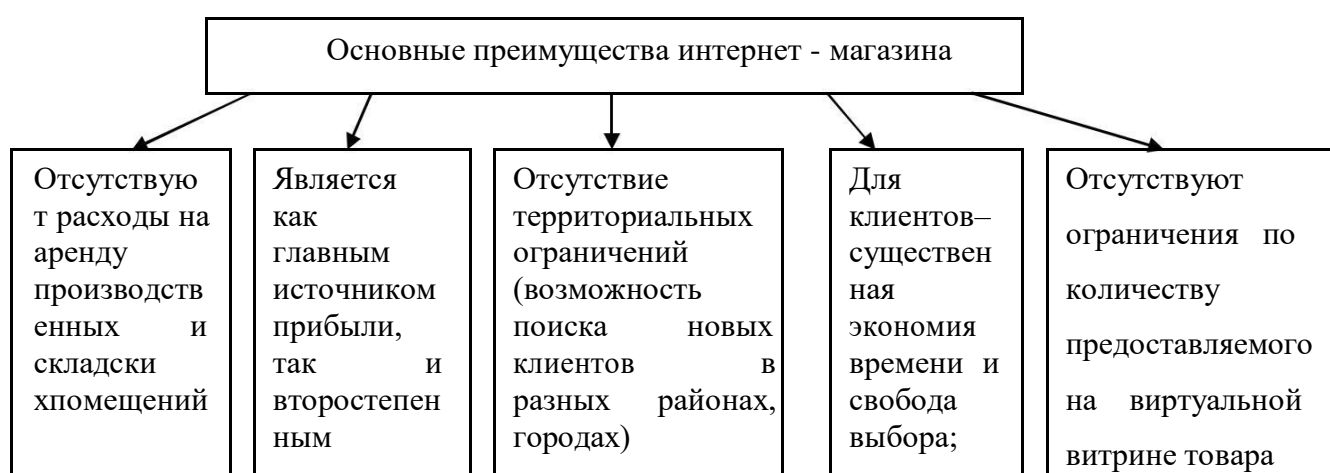 Основные преимущества интернет - магазина
Отсутствую
т расходы на
аренду
производств
енных и
складски
хпомещений
Является
как
главным
источником
прибыли,
так и
второстепен
ным
Отсутствие
территориальных
ограничений
(возможность
поиска новых
клиентов в
разных районах,
городах)
Для
клиентов–
существен
ная
экономия
времени и
свобода
выбора;
Отсутствуют
ограничения по
количеству
предоставляемого
на виртуальной
витрине товара